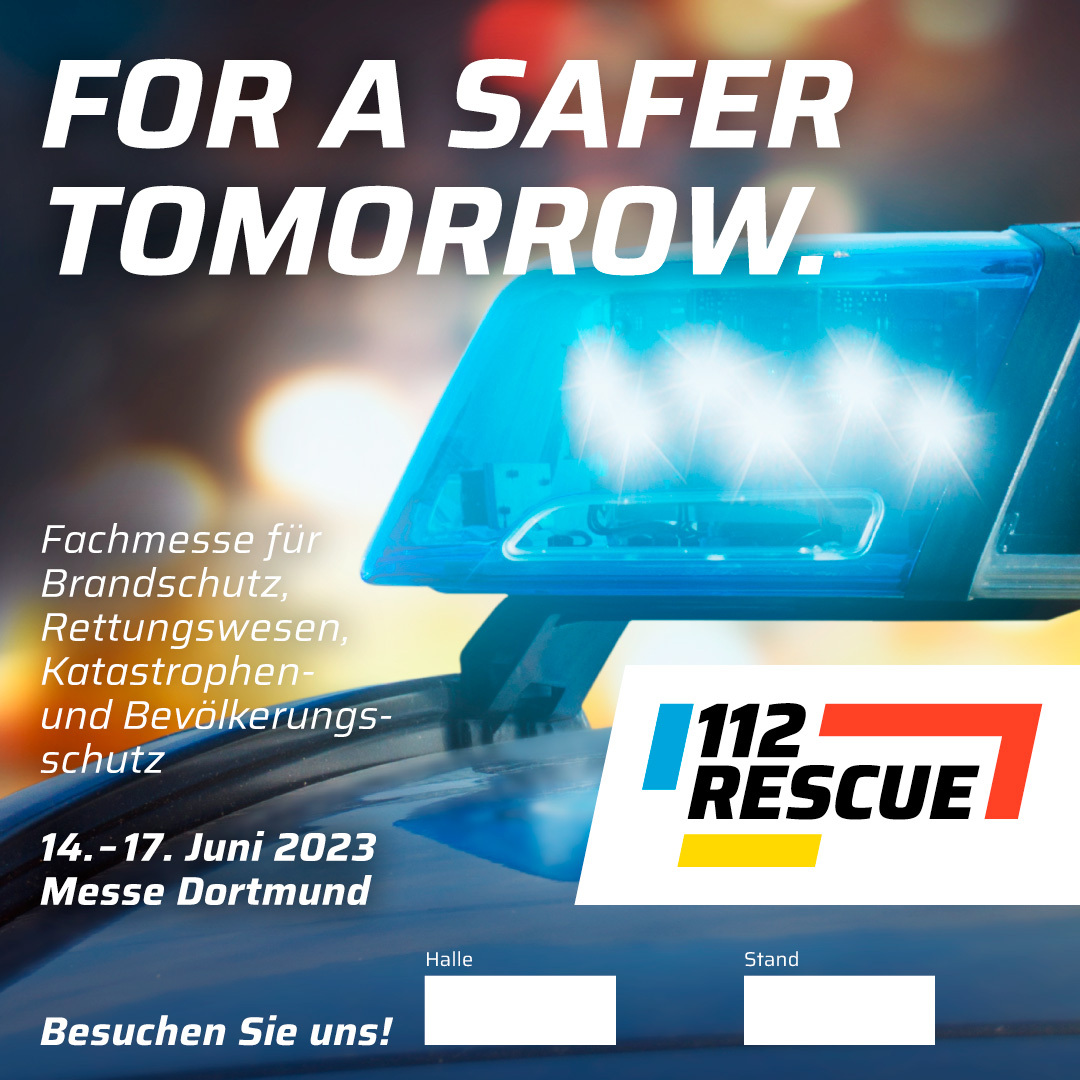 FOR A SAFER
TOMORROW.
Fachmesse für
Brandschutz,
Rettungswesen,
Katastrophen-
und Bevölkerungs-
schutz
14.–17. Juni 2023
Messe Dortmund
112
RESCUE
Halle
Stand
Besuchen Sie uns!